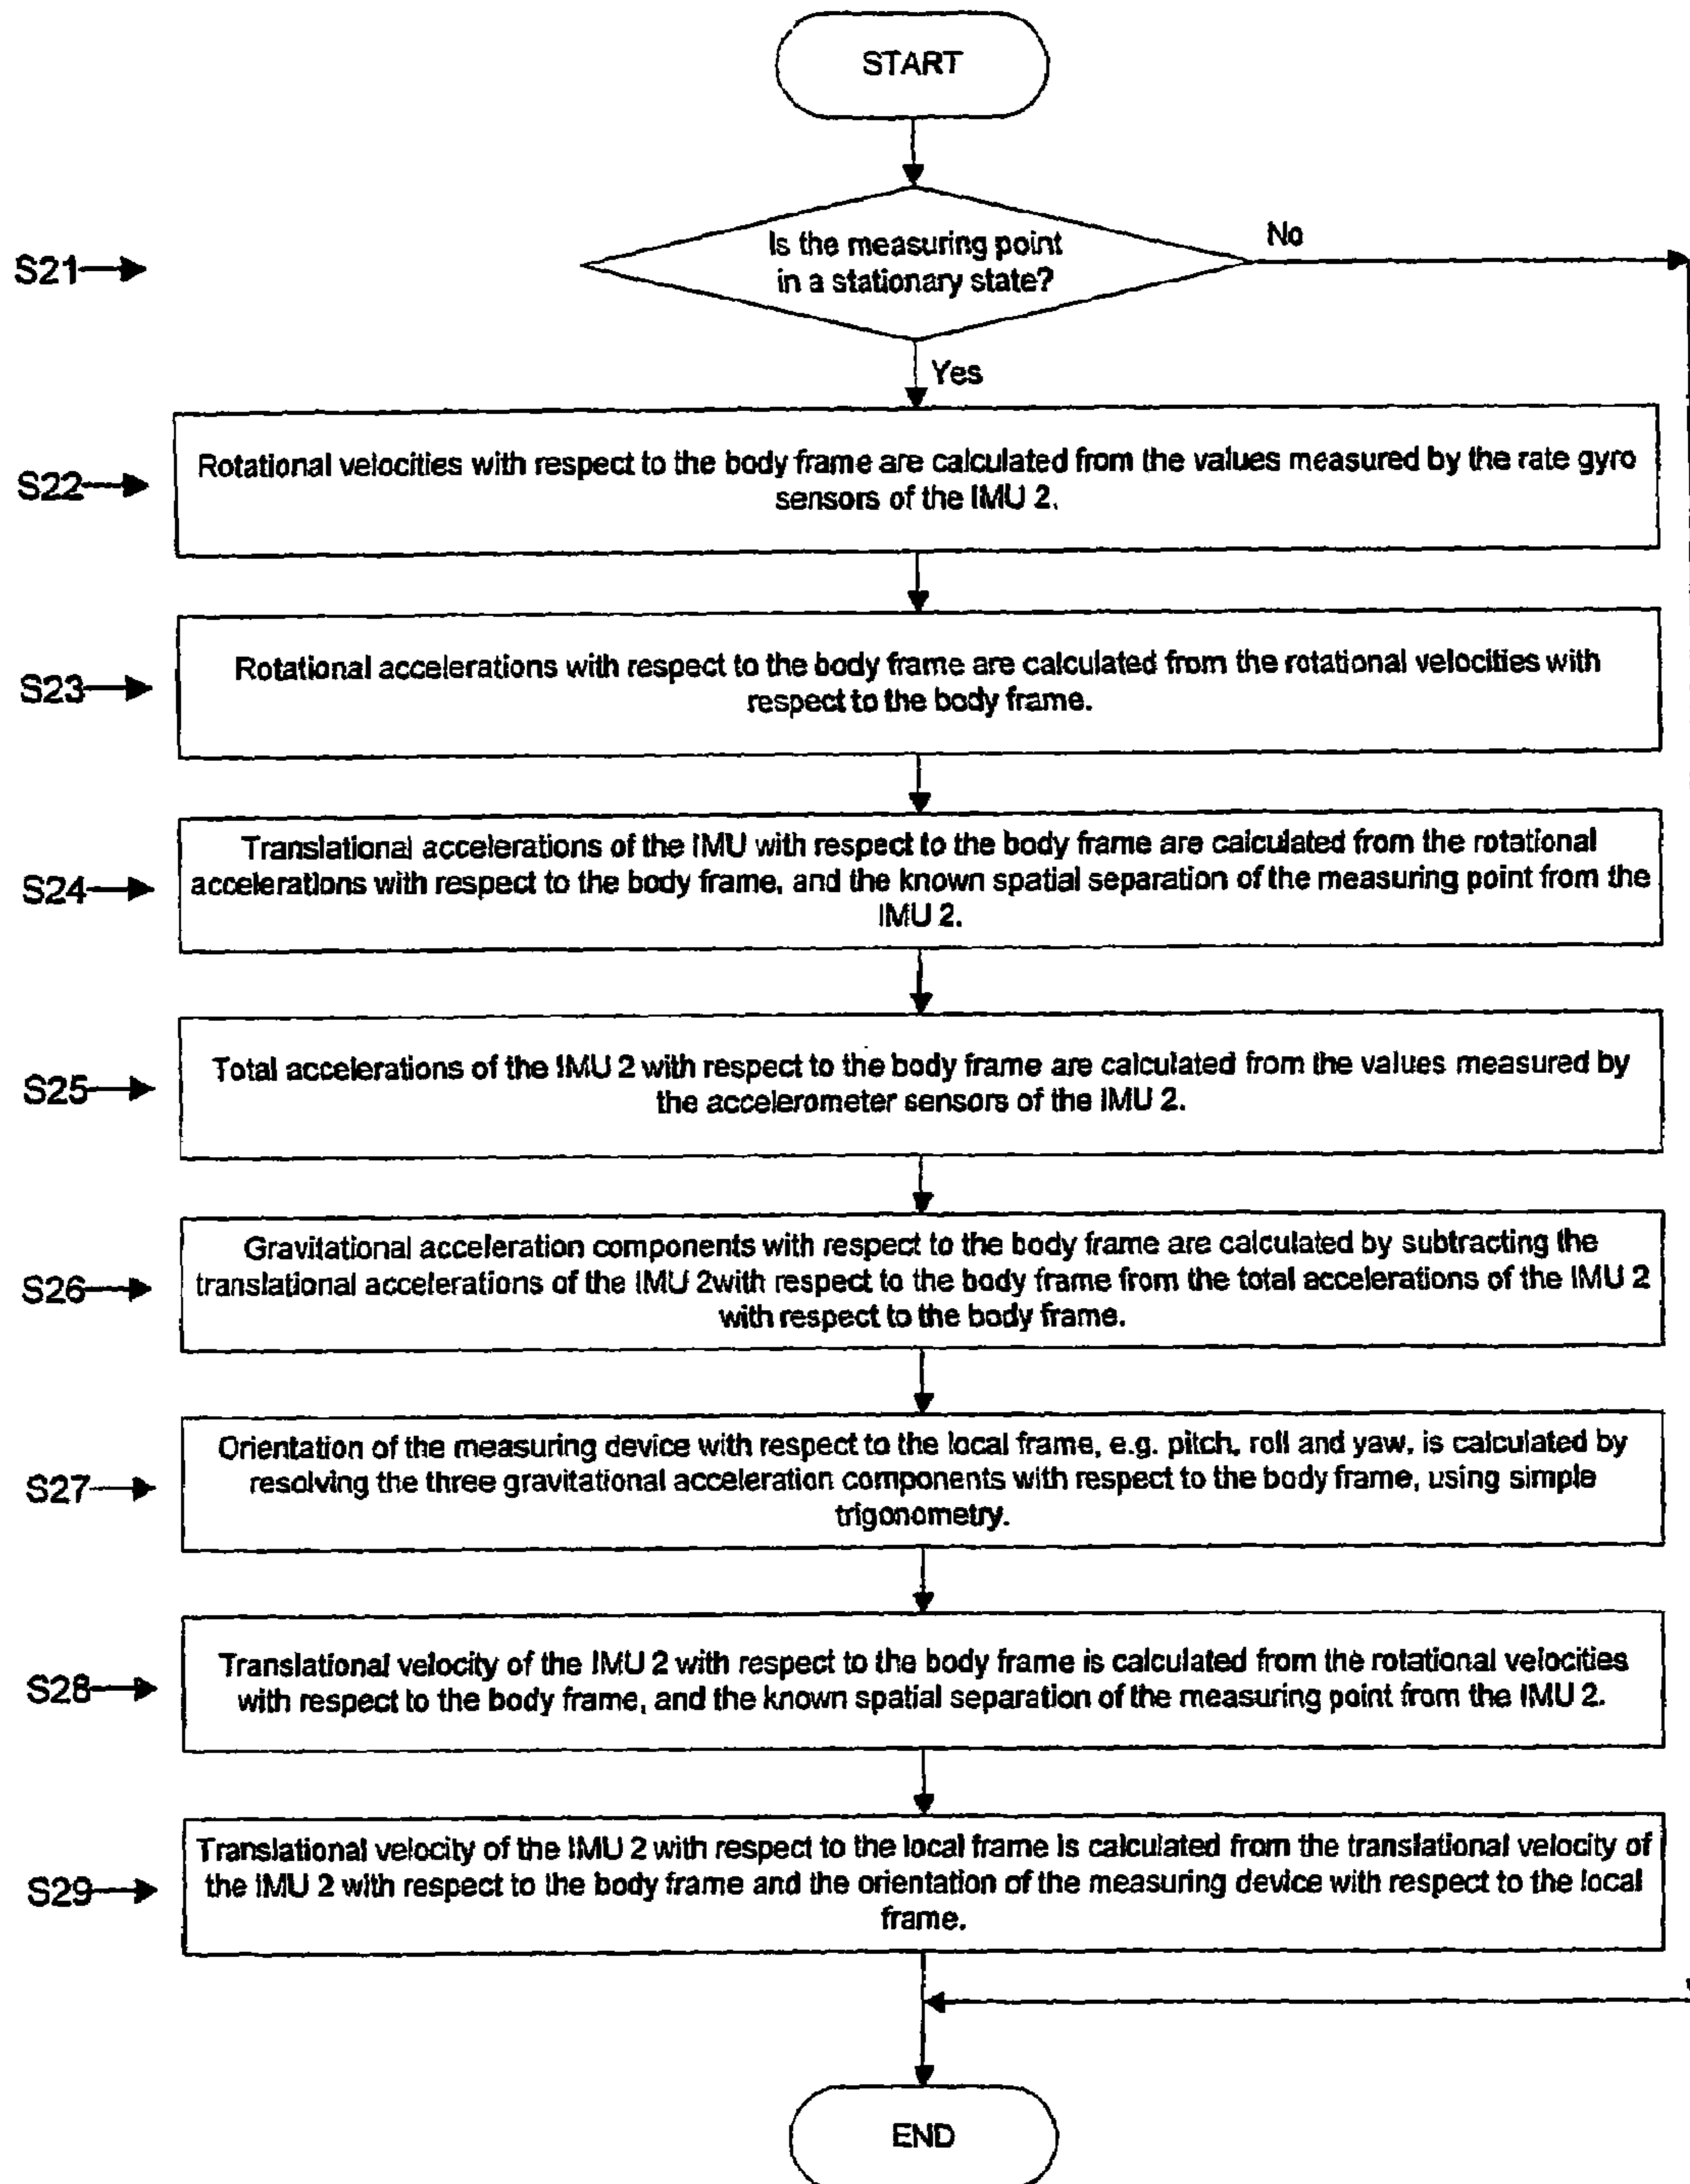 START
S21
Is the measuring point
in a stationary state?
No
Yes
S22
Rotational velocities with respect to the body frame are calculated from the values measured by the rate gyro
sensors of the IMU 2.
S23
Rotational accelerations with respect to the body frame are calculated from the rotational velocities with
respect to the body frame.
S24
Translational accelerations of the IMU with respect to the body frame are calculated from the rotational
accelerations with respect to the body frame, and the known spatial separation of the measuring point from the
IMU 2.
S25
Total accelerations of the IMU 2 with respect to the body frame are calculated from the values measured by
the accelerometer sensors of the IMU 2.
S26
Gravitational acceleration components with respect to the body frame are calculated by subtracting the
translational accelerations of the IMU 2with respect to the body frame from the total accelerations of the IMU 2
with respect to the body frame.
S27
Orientation of the measuring device with respect to the local frame, e.g. pitch, roll and yaw, is calculated by
resolving the three gravitational acceleration components with respect to the body frame, using simple
trigonometry.
S28
Translational velocity of the IMU 2 with respect to the body frame is calculated from the rotational velocities
with respect to the body frame, and the known spatial separation of the measuring point from the IMU 2.
S29
Translational velocity of the IMU 2 with respect to the local frame is calculated from the translational velocity of
the IMU 2 with respect to the body frame and the orientation of the measuring device with respect to the local
frame.
END